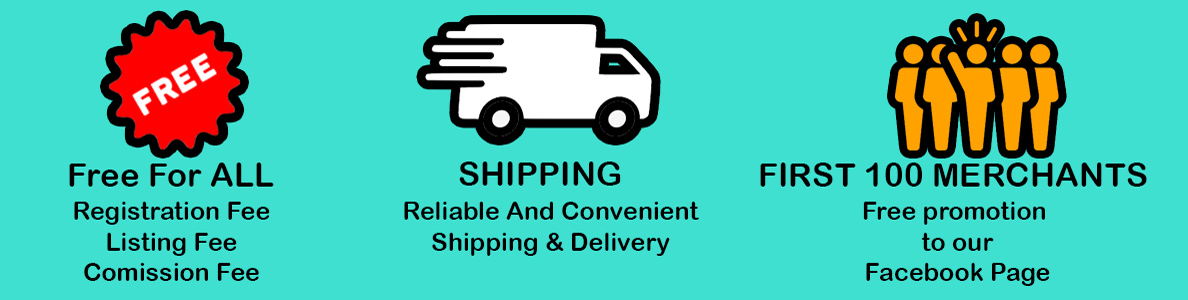 FREE
Free For ALL
Registration Fee
Listing Fee
Comission Fee
SHIPPING
Reliable And Convenient
Shipping & Delivery
FIRST 100 MERCHANTS
Free promotion
to our
Facebook Page